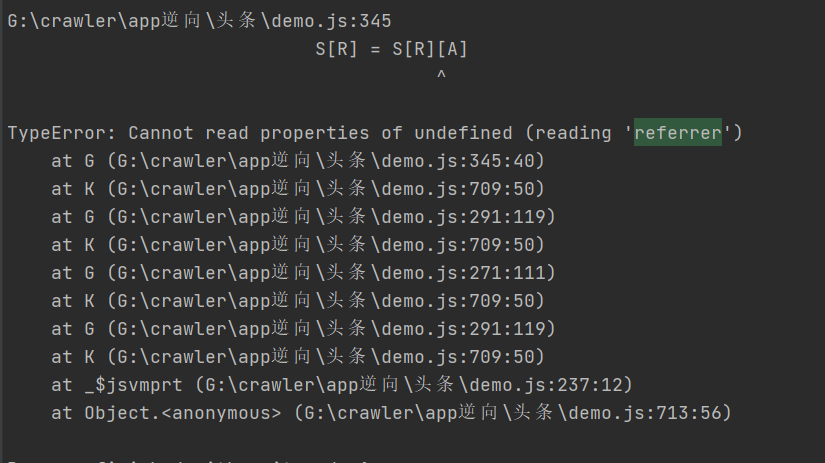 G:\crawler\app逆向\头条\demo.js:345
S[R] = S[R][A]
^
TypeError: Cannot read properties of undefined (reading 'referrer')
at G (G:\crawler\app逆向\头条\demo.js:345:40)
at K (G:\crawler\app逆向\头条\demo.js:709:50)
at G (G:\crawler\app逆向\头条\demo.js:291:119)
at K (G:\crawler\app逆向\头条\demo.js:709:50)
at G (G:\crawler\app逆向\头条\demo.js:271:111)
at K (G:\crawler\app逆向\头条\demo.js:709:50)
at G (G:\crawler\app逆向\头条\demo.js:291:119)
at K (G:\crawler\app逆向\头条\demo.js:709:50)
at _$jsvmprt (G:\crawler\app逆向\头条\demo.js:237:12)
at Object.<anonymous> (G:\crawler\app逆向\头条\demo.js:713:56)